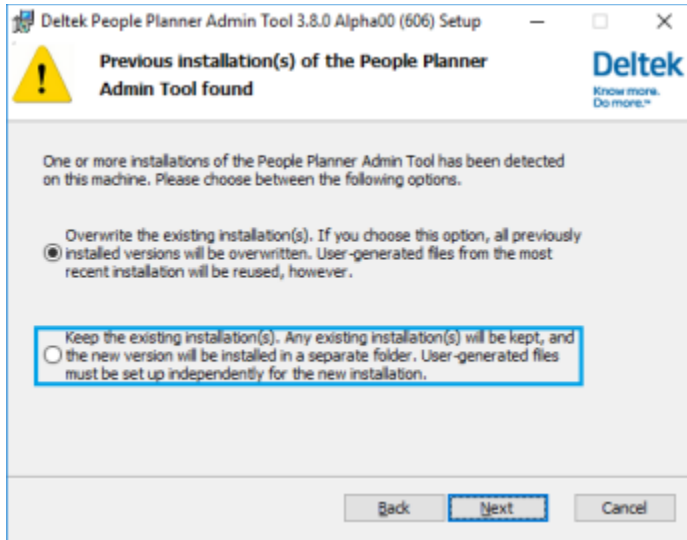 Deltek People Planner Admin Tool 3.8.0 Alpha00 (606) Setup
Previous installation(s) of the People Planner
Admin Tool found
Deltek
Know more.
Do more.™
One or more installations of the People Planner Admin Tool has been detected
on this machine. Please choose between the following options.
Overwrite the existing installation(s). If you choose this option, all previously
installed versions will be overwritten. User-generated files from the most
recent installation will be reused, however.
Keep the existing installation(s). Any existing installation(s) will be kept, and
the new version will be installed in a separate folder. User-generated files
must be set up independently for the new installation.
Back Next Cancel